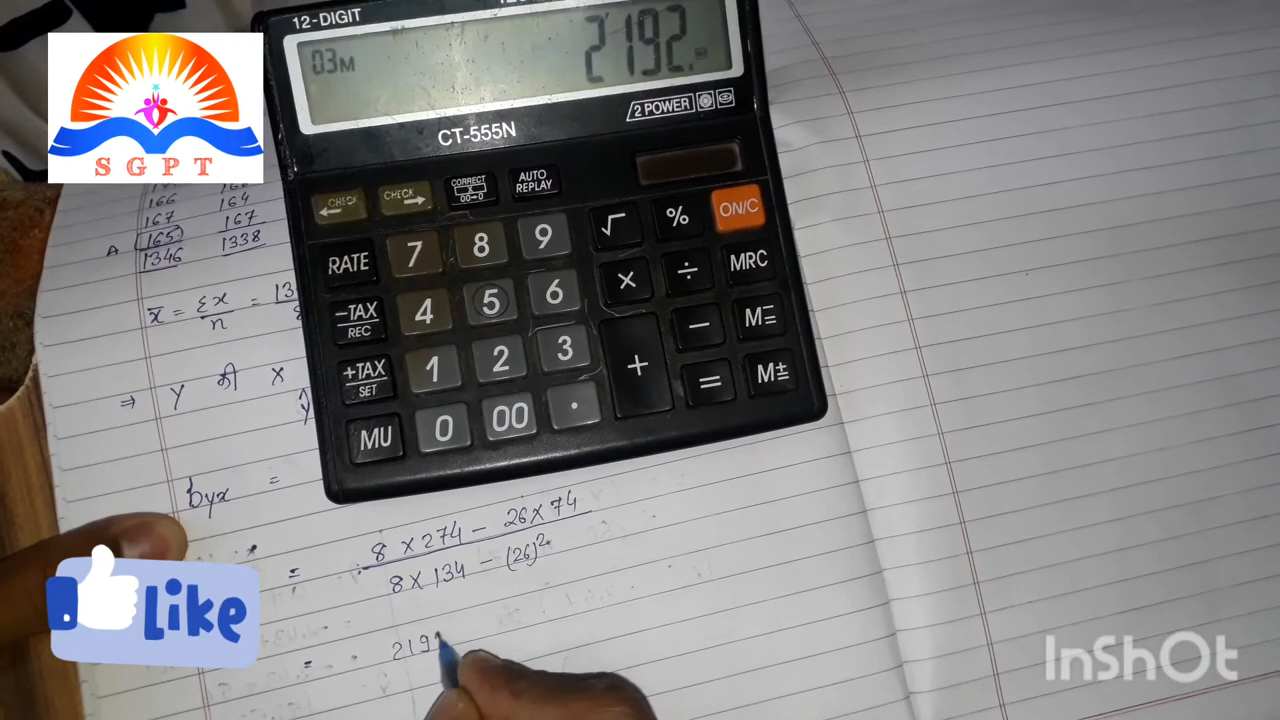 12-DIGIT
03M 2192.
2 POWER
CT-555N
SGPT
CHECK CHECK CORRECT 00→0 AUTO REPLAY
RATE 7 8 9 √ % ON/C
-TAX REC 4 5 6 × ÷ MRC
+TAX SET 1 2 3 + − M=
MU 0 00 . = M±
166 164
167 167
A 165 1338
1346
x̄ = Σx/n = 13
⇒ Y की X
byx =
= 8 × 274 − 26 × 74
8 × 134 − (26)²
= 219
Like
InShOt